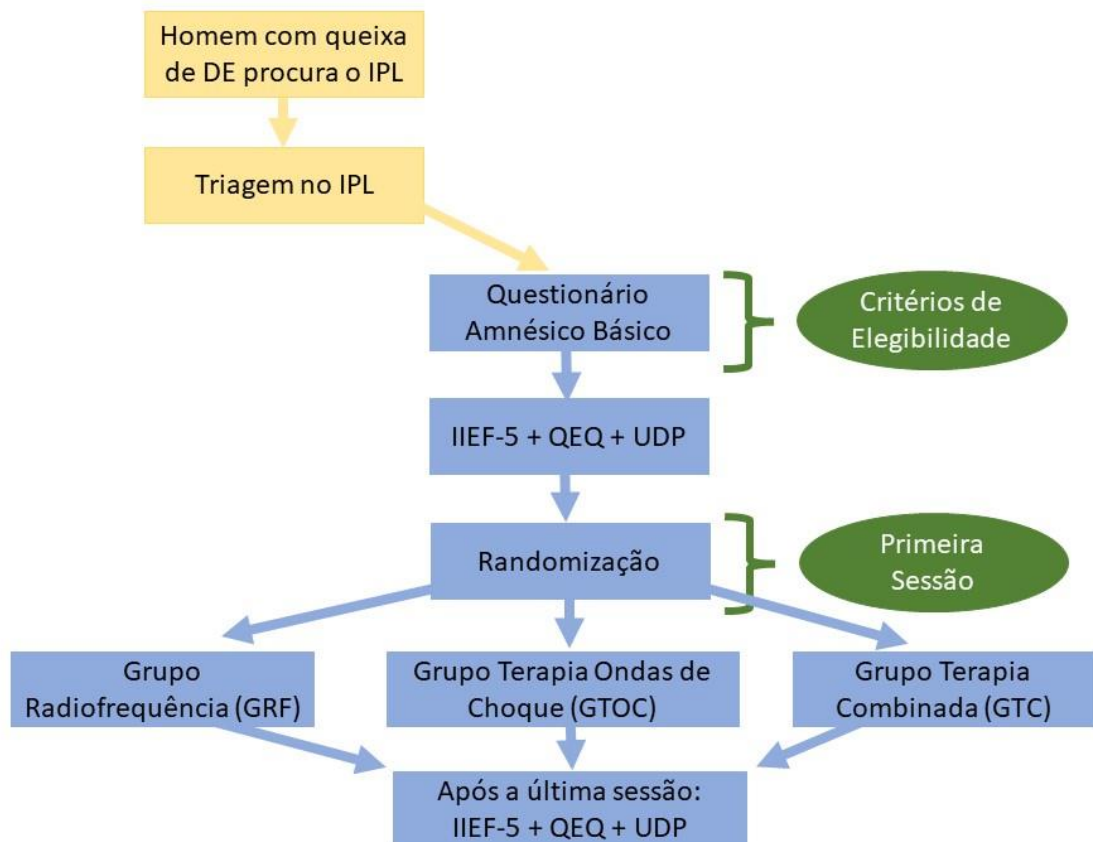 Homem com queixa
de DE procura o IPL
Triagem no IPL
Questionário
Amnésico Básico
Critérios de
Elegibilidade
IIEF-5 + QEQ + UDP
Randomização
Primeira
Sessão
Grupo
Radiofrequência (GRF)
Grupo Terapia Ondas de
Choque (GTOC)
Grupo Terapia
Combinada (GTC)
Após a última sessão:
IIEF-5 + QEQ + UDP